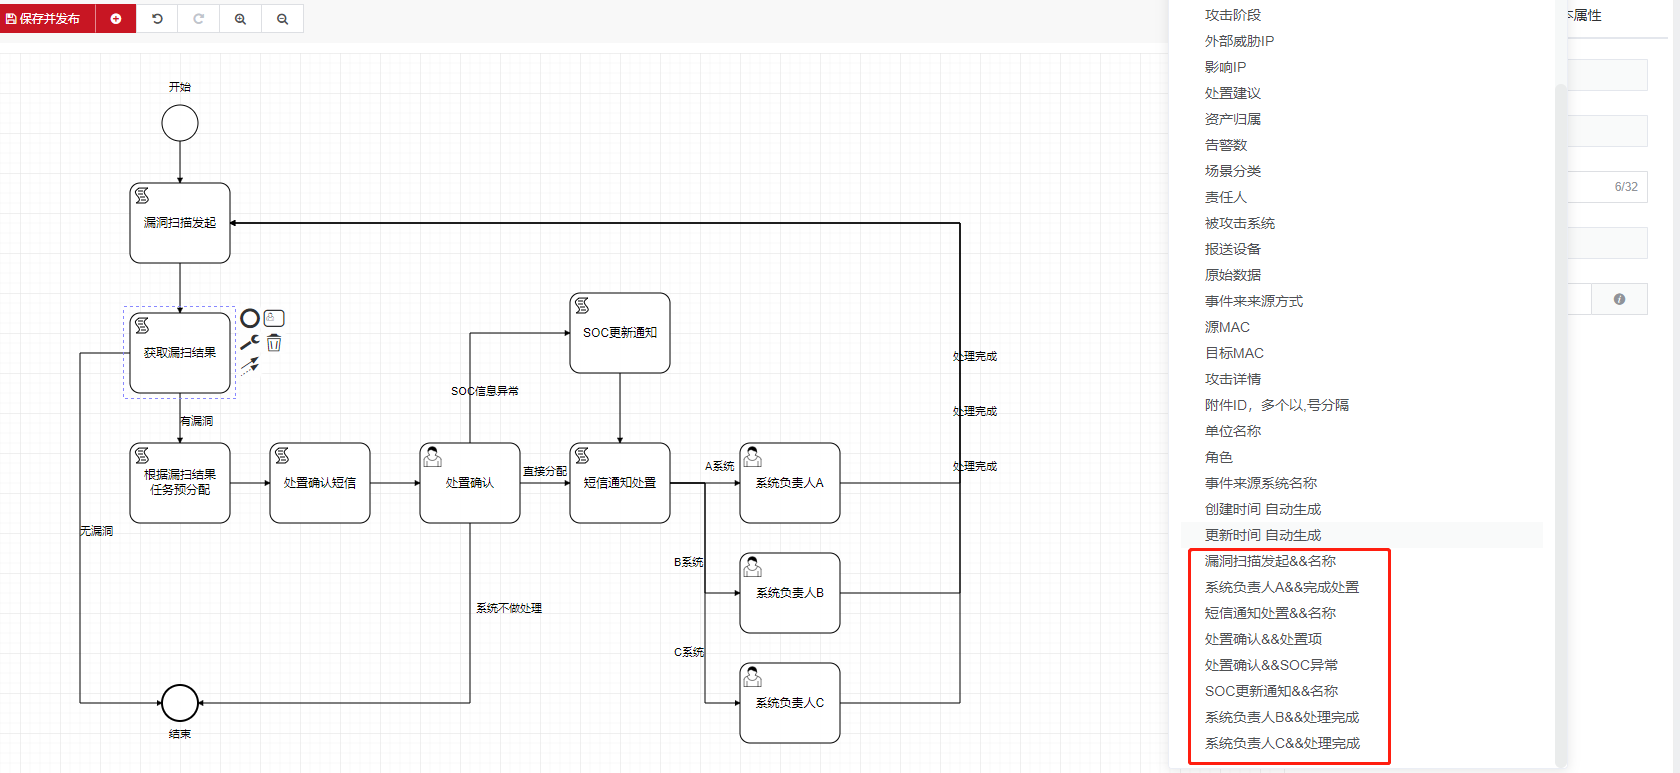 保存并发布
开始
漏洞扫描发起
获取漏扫结果
有漏洞
无漏洞
根据漏扫结果
任务预分配
处置确认短信
处置确认
SOC信息异常
SOC更新通知
直接分配
短信通知处置
系统不做处理
A系统
B系统
C系统
系统负责人A
系统负责人B
系统负责人C
处理完成
处理完成
处理完成
结束
攻击阶段
外部威胁IP
影响IP
处置建议
资产归属
告警数
场景分类
责任人
被攻击系统
报送设备
原始数据
事件来来源方式
源MAC
目标MAC
攻击详情
附件ID，多个以,号分隔
单位名称
角色
事件来源系统名称
创建时间 自动生成
更新时间 自动生成
漏洞扫描发起&&名称
系统负责人A&&完成处置
短信通知处置&&名称
处置确认&&处置项
处置确认&&SOC异常
SOC更新通知&&名称
系统负责人B&&处理完成
系统负责人C&&处理完成
本属性
6/32